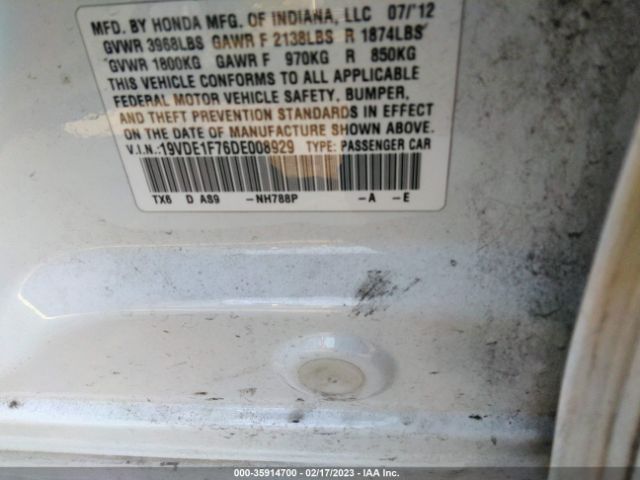 MFD. BY HONDA MFG. OF INDIANA, LLC 07/'12
GVWR 3968LBS GAWR F 2138LBS R 1874LBS
GVWR 1800KG GAWR F 970KG R 850KG
THIS VEHICLE CONFORMS TO ALL APPLICABLE
FEDERAL MOTOR VEHICLE SAFETY, BUMPER,
AND THEFT PREVENTION STANDARDS IN EFFECT
ON THE DATE OF MANUFACTURE SHOWN ABOVE.
V.I.N.:19VDE1F76DE008929 TYPE: PASSENGER CAR
TX6 D AS9 -NH788P -A -E
000-35914700 - 02/17/2023 - IAA Inc.